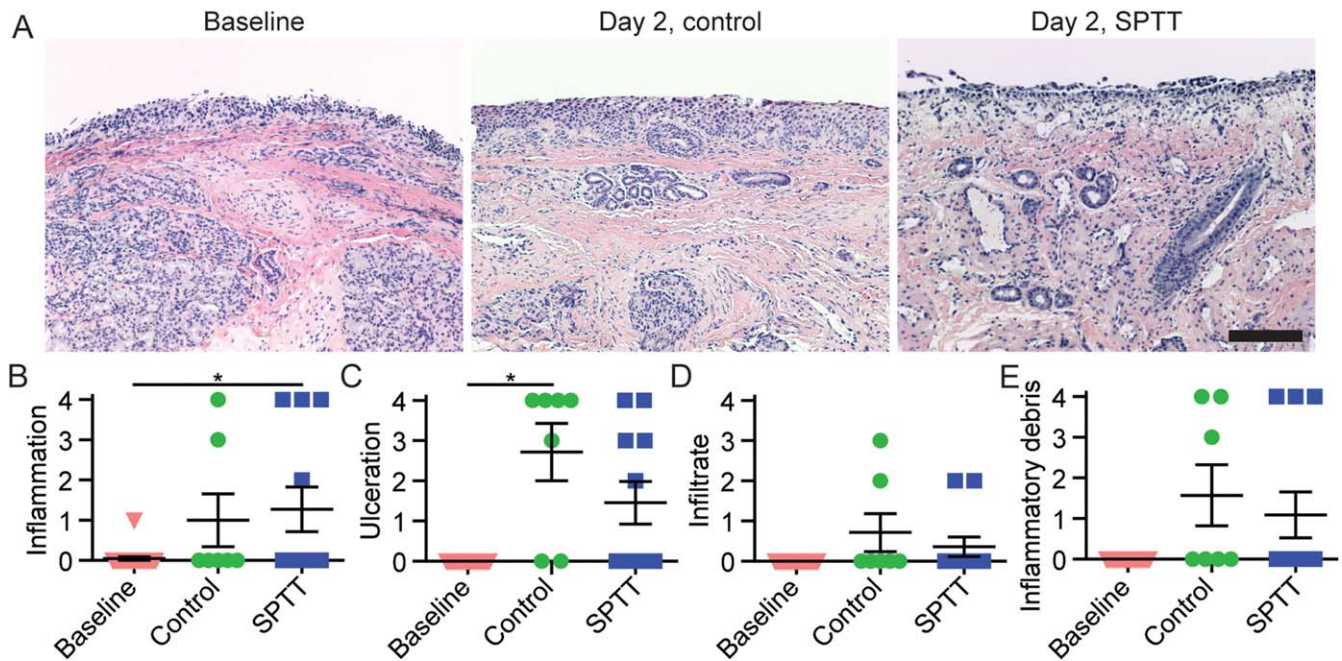 A
Baseline
Day 2, control
Day 2, SPTT
B
*
Inflammation
4
3
2
1
0
Baseline
Control
SPTT
C
*
Ulceration
4
3
2
1
0
Baseline
Control
SPTT
D
Infiltrate
4
3
2
1
0
Baseline
Control
SPTT
E
Inflammatory debris
4
3
2
1
0
Baseline
Control
SPTT